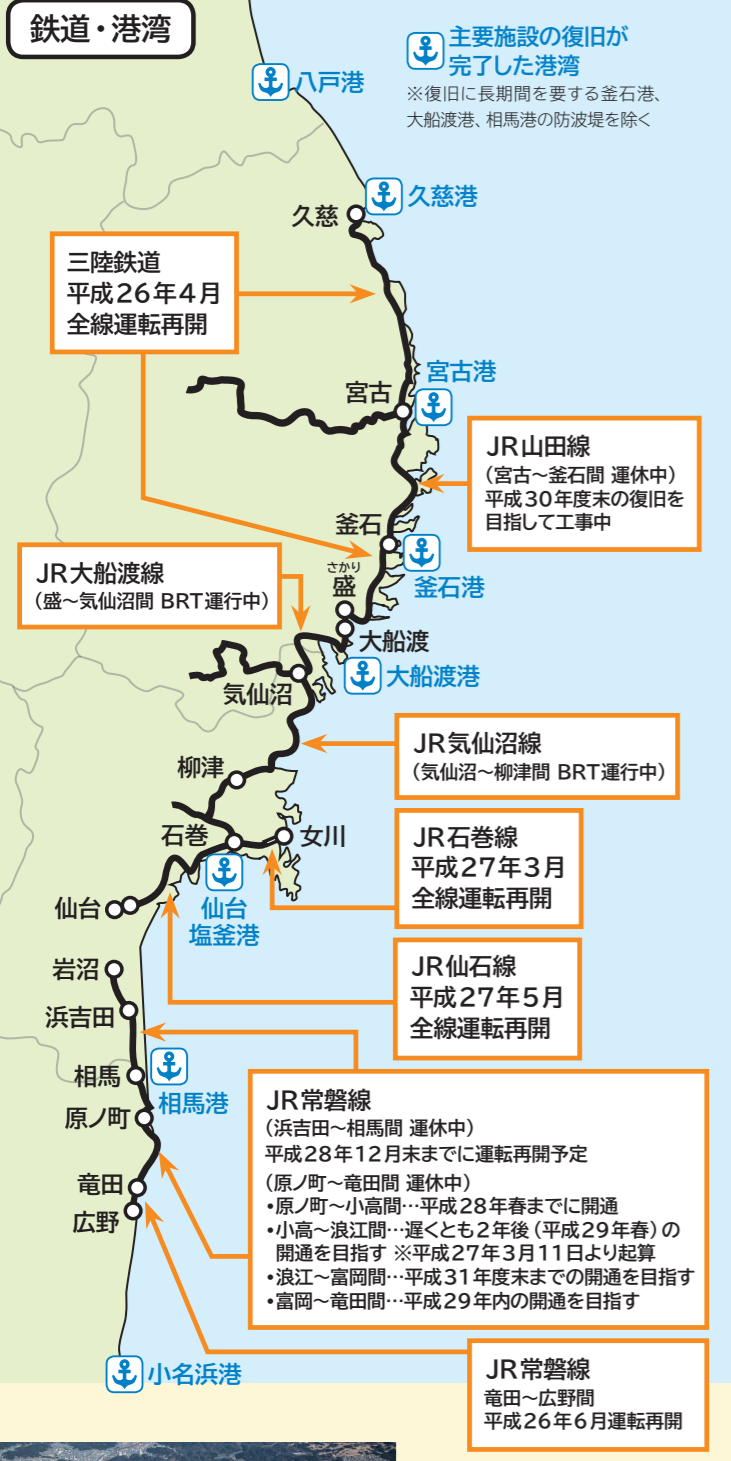 鉄道・港湾
主要施設の復旧が
完了した港湾
※復旧に長期間を要する釜石港、
大船渡港、相馬港の防波堤を除く
八戸港
久慈港
久慈
三陸鉄道
平成26年4月
全線運転再開
宮古港
宮古
JR山田線
(宮古~釜石間 運休中)
平成30年度末の復旧を
目指して工事中
釜石
釜石港
JR大船渡線
(盛~気仙沼間 BRT運行中)
さかり
盛
大船渡
大船渡港
気仙沼
JR気仙沼線
(気仙沼~柳津間 BRT運行中)
柳津
石巻
女川
JR石巻線
平成27年3月
全線運転再開
仙台
塩釜港
仙台
JR仙石線
平成27年5月
全線運転再開
岩沼
浜吉田
相馬
相馬港
原ノ町
竜田
広野
JR常磐線
(浜吉田~相馬間 運休中)
平成28年12月末までに運転再開予定
(原ノ町~竜田間 運休中)
•原ノ町~小高間…平成28年春までに開通
•小高~浪江間…遅くとも2年後(平成29年春)の
開通を目指す ※平成27年3月11日より起算
•浪江~富岡間…平成31年度末までの開通を目指す
•富岡~竜田間…平成29年内の開通を目指す
小名浜港
JR常磐線
竜田~広野間
平成26年6月運転再開